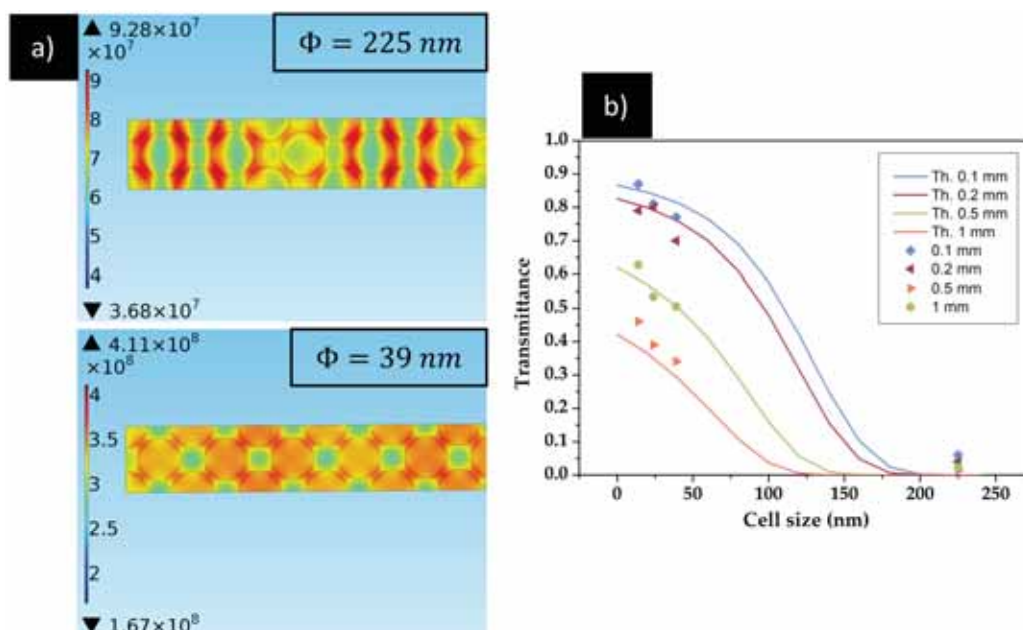 a)
▲ 9.28×10⁷
×10⁷
9
8
7
6
5
4
▼ 3.68×10⁷
Φ = 225 nm
▲ 4.11×10⁸
×10⁸
4
3.5
3
2.5
2
▼ 1.67×10⁸
Φ = 39 nm
b)
Transmittance
1.0
0.9
0.8
0.7
0.6
0.5
0.4
0.3
0.2
0.1
0.0
0 50 100 150 200 250
Cell size (nm)
Th. 0.1 mm
Th. 0.2 mm
Th. 0.5 mm
Th. 1 mm
0.1 mm
0.2 mm
0.5 mm
1 mm